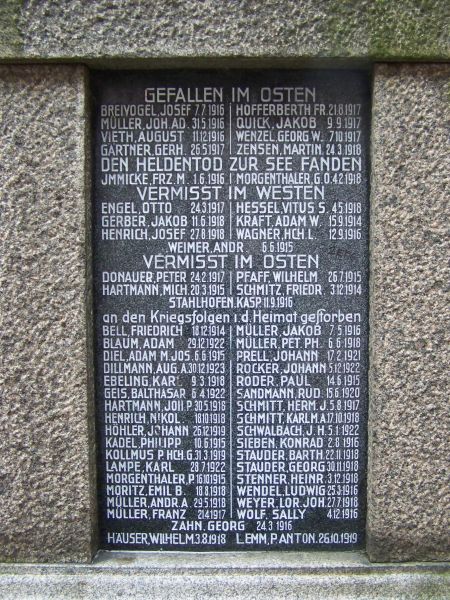 GEFALLEN IM OSTEN
BREIVOGEL, JOSEF 7.7.1916 HOFFERBERTH FR. 21.8.1917
MÜLLER, JOH. AD. 31.5.1916 QUICK, JAKOB 9.9.1917
VIETH, AUGUST 11.12.1916 WENZEL, GEORG W. 7.10.1917
GÄRTNER, GERH. 26.5.1917 ZENSEN, MARTIN. 24.3.1918
DEN HELDENTOD ZUR SEE FANDEN
JMMICKE, FRZ. M. 1.6.1916 MORGENTHALER, G. O. 4.2.1918
VERMISST IM WESTEN
ENGEL, OTTO 24.3.1917 HESSEL, VITUS S. 4.5.1918
GERBER, JAKOB 11.6.1918 KRAFT, ADAM W. 15.9.1914
HENRICH, JOSEF 27.8.1918 WAGNER, HCH. L. 12.9.1916
WEIMER, ANDR. 6.6.1915
VERMISST IM OSTEN
DONAUER, PETER 24.2.1917 PFAFF, WILHELM 26.7.1915
HARTMANN, MICH. 20.3.1915 SCHMITZ, FRIEDR. 3.12.1914
STAHLHOFEN, KASP. 11.9.1916
an den Kriegsfolgen i.d. Heimat gestorben
BELL, FRIEDRICH 18.12.1914 MÜLLER, JAKOB 7.5.1916
BLAUM, ADAM 29.12.1922 MÜLLER, PET. PH. 6.6.1918
DIEL, ADAM M. JOS. 6.6.1915 PRELL, JOHANN 17.2.1921
DILLMANN, AUG. A. 30.12.1923 ROCKER, JOHANN 5.12.1922
EBELING, KARL 9.3.1918 RODER, PAUL 14.6.1915
GEIS, BALTHASAR 6.4.1922 SANDMANN, RUD. 15.6.1920
HARTMANN, JOH. P. 30.5.1918 SCHMITT, HERM. J. 5.8.1917
HENRICH, NIKOL 18.10.1918 SCHMITT, KARL M. A. 17.10.1918
HÖHLER, JOHANN 26.12.1919 SCHWALBACH, J. H. 5.1.1922
KADEL, PHILIPP 10.6.1915 SIEBEN, KONRAD 2.8.1916
KOLLMUS P. HCH. G. 31.3.1919 STAUDER, BARTH. 22.11.1918
LAMPE, KARL 28.7.1922 STAUDER, GEORG 30.11.1918
MORGENTHALER, P. 16.10.1915 STENNER, HEINR. 3.12.1918
MORITZ, EMIL B. 18.8.1918 WENDEL, LUDWIG 25.3.1916
MÜLLER, ANDR. A. 29.5.1918 WEYER, LOR. JOH. 27.7.1918
MÜLLER, FRANZ 21.4.1917 WOLF, SALLY 4.12.1916
ZAHN, GEORG 24.3.1916
HÄUSER, WILHELM 3.8.1918 LEMM, P. ANTON. 26.10.1919